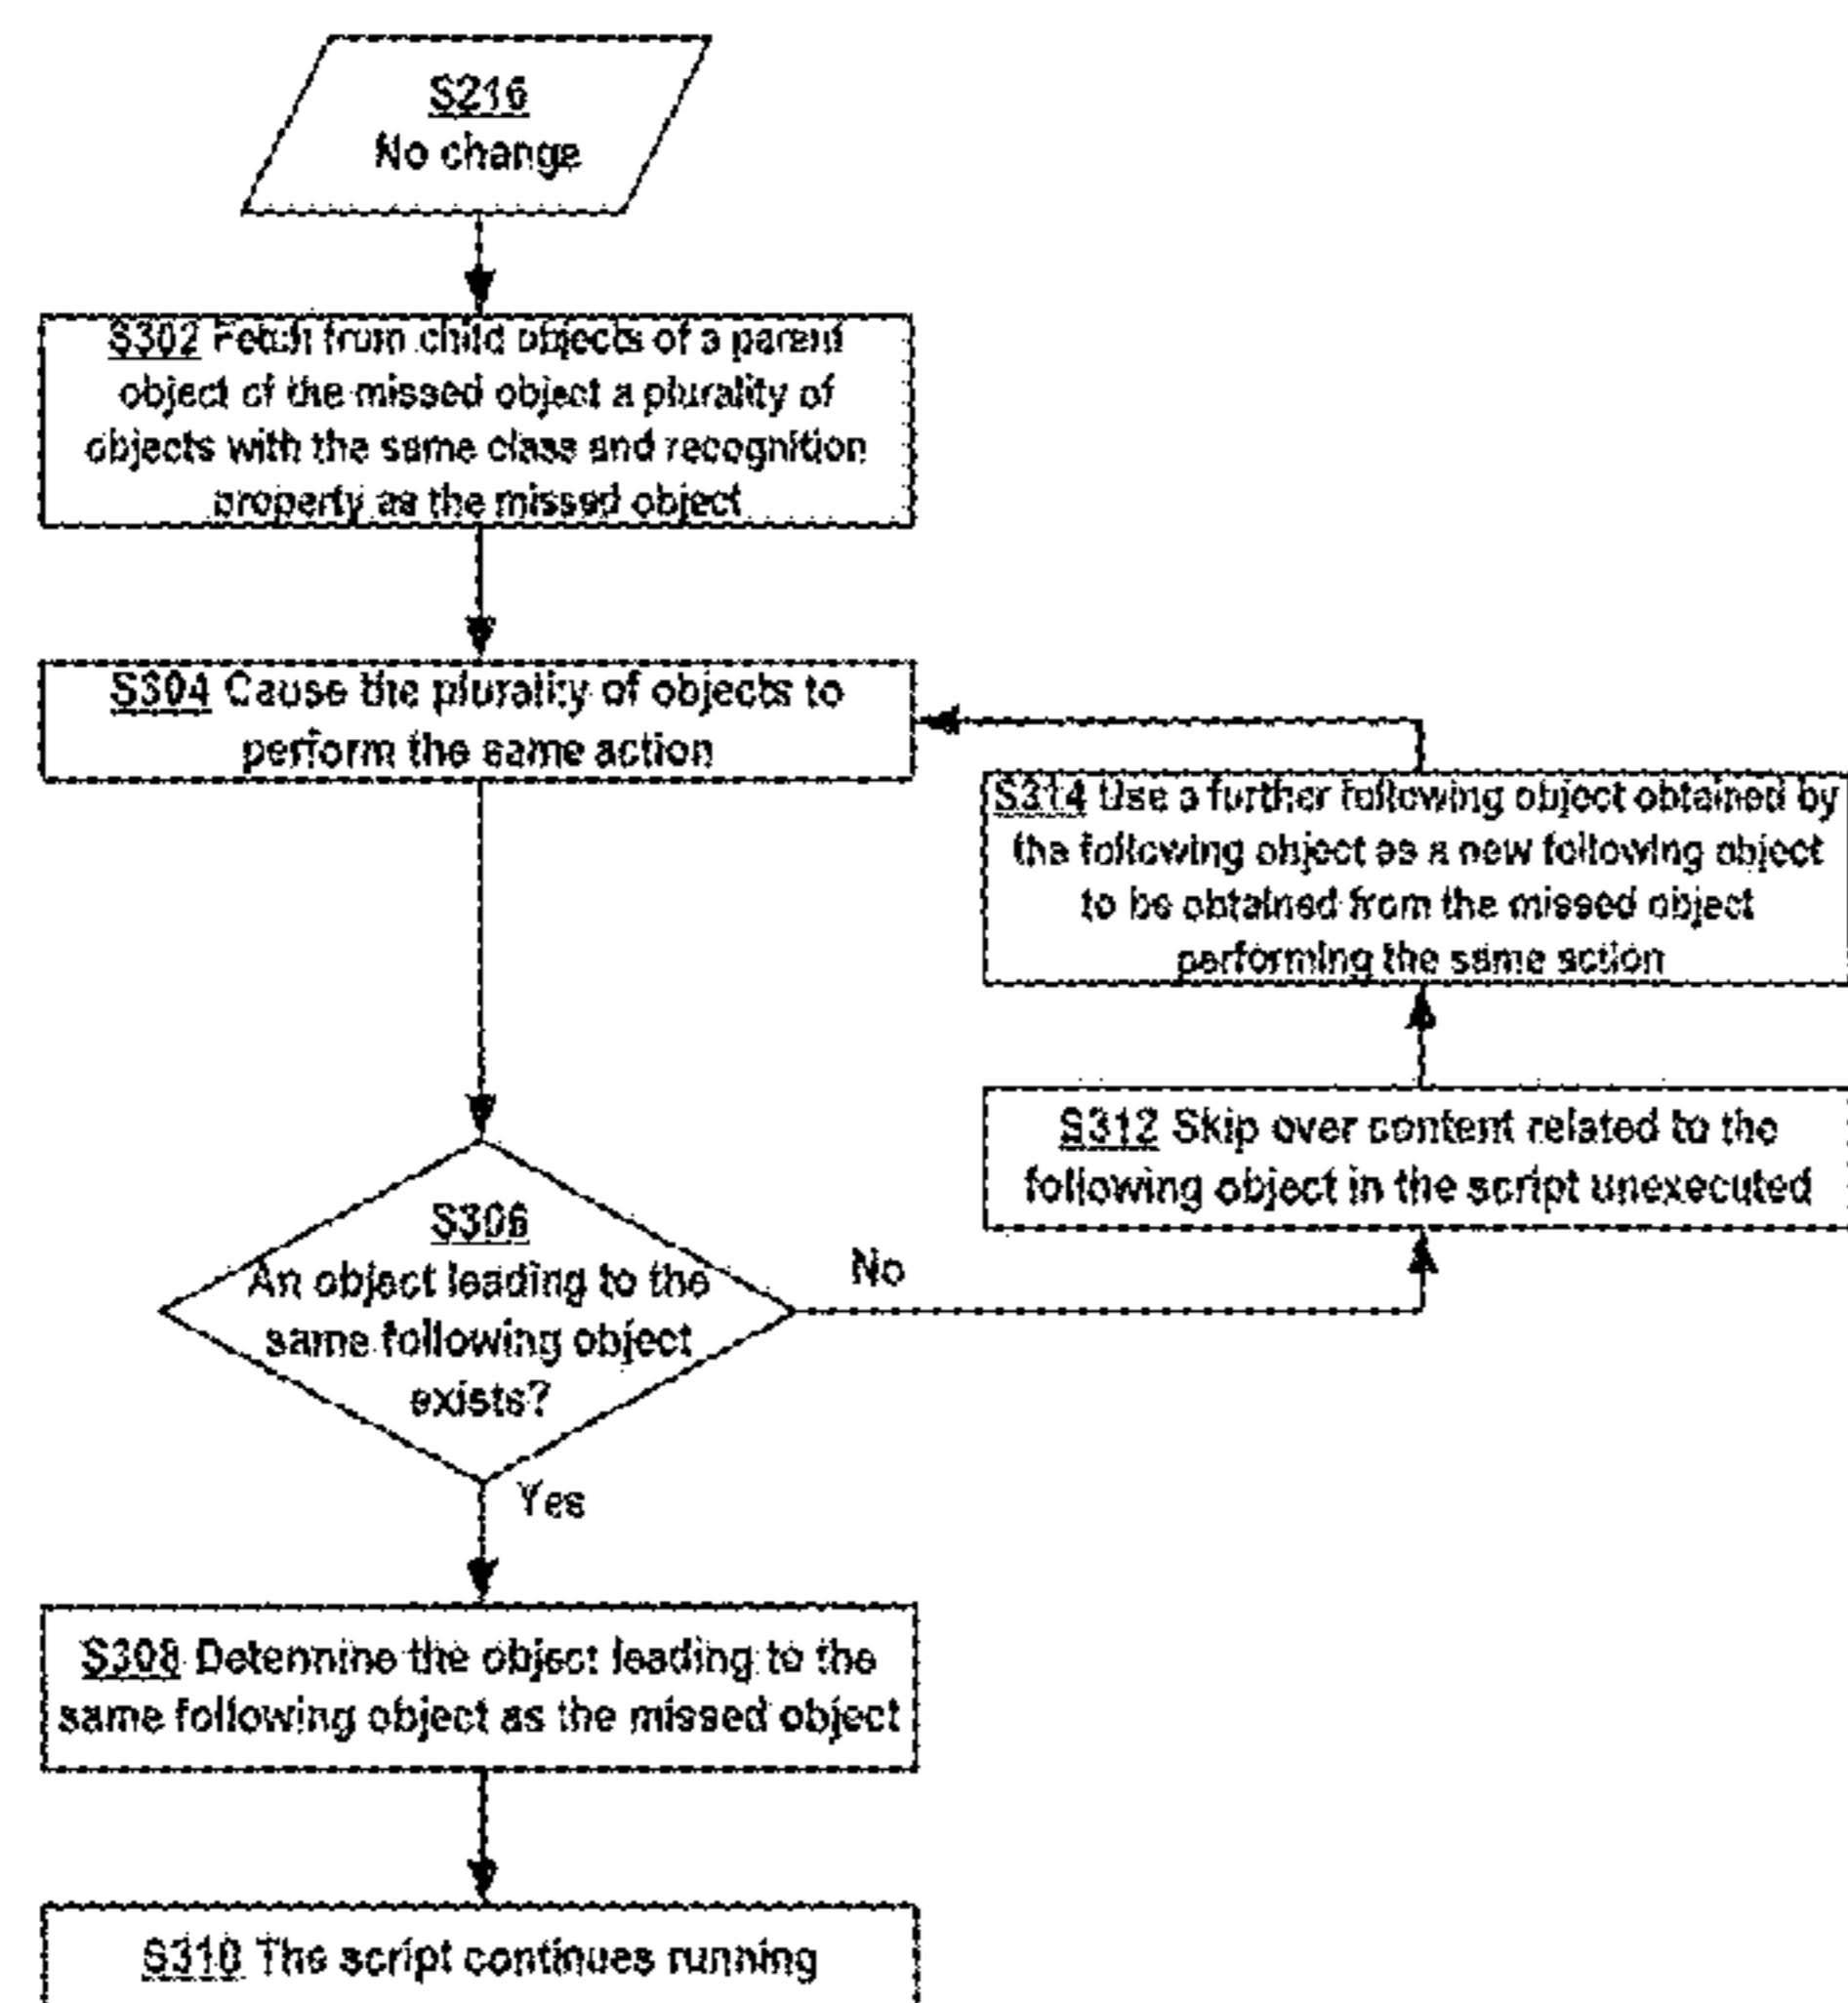 S216
No change
S302 Fetch from child objects of a parent
object of the missed object a plurality of
objects with the same class and recognition
property as the missed object
S304 Cause the plurality of objects to
perform the same action
S314 Use a further following object obtained by
the following object as a new following object
to be obtained from the missed object
performing the same action
S312 Skip over content related to the
following object in the script unexecuted
S306
An object leading to the
same following object
exists?
No
Yes
S308 Determine the object leading to the
same following object as the missed object
S310 The script continues running